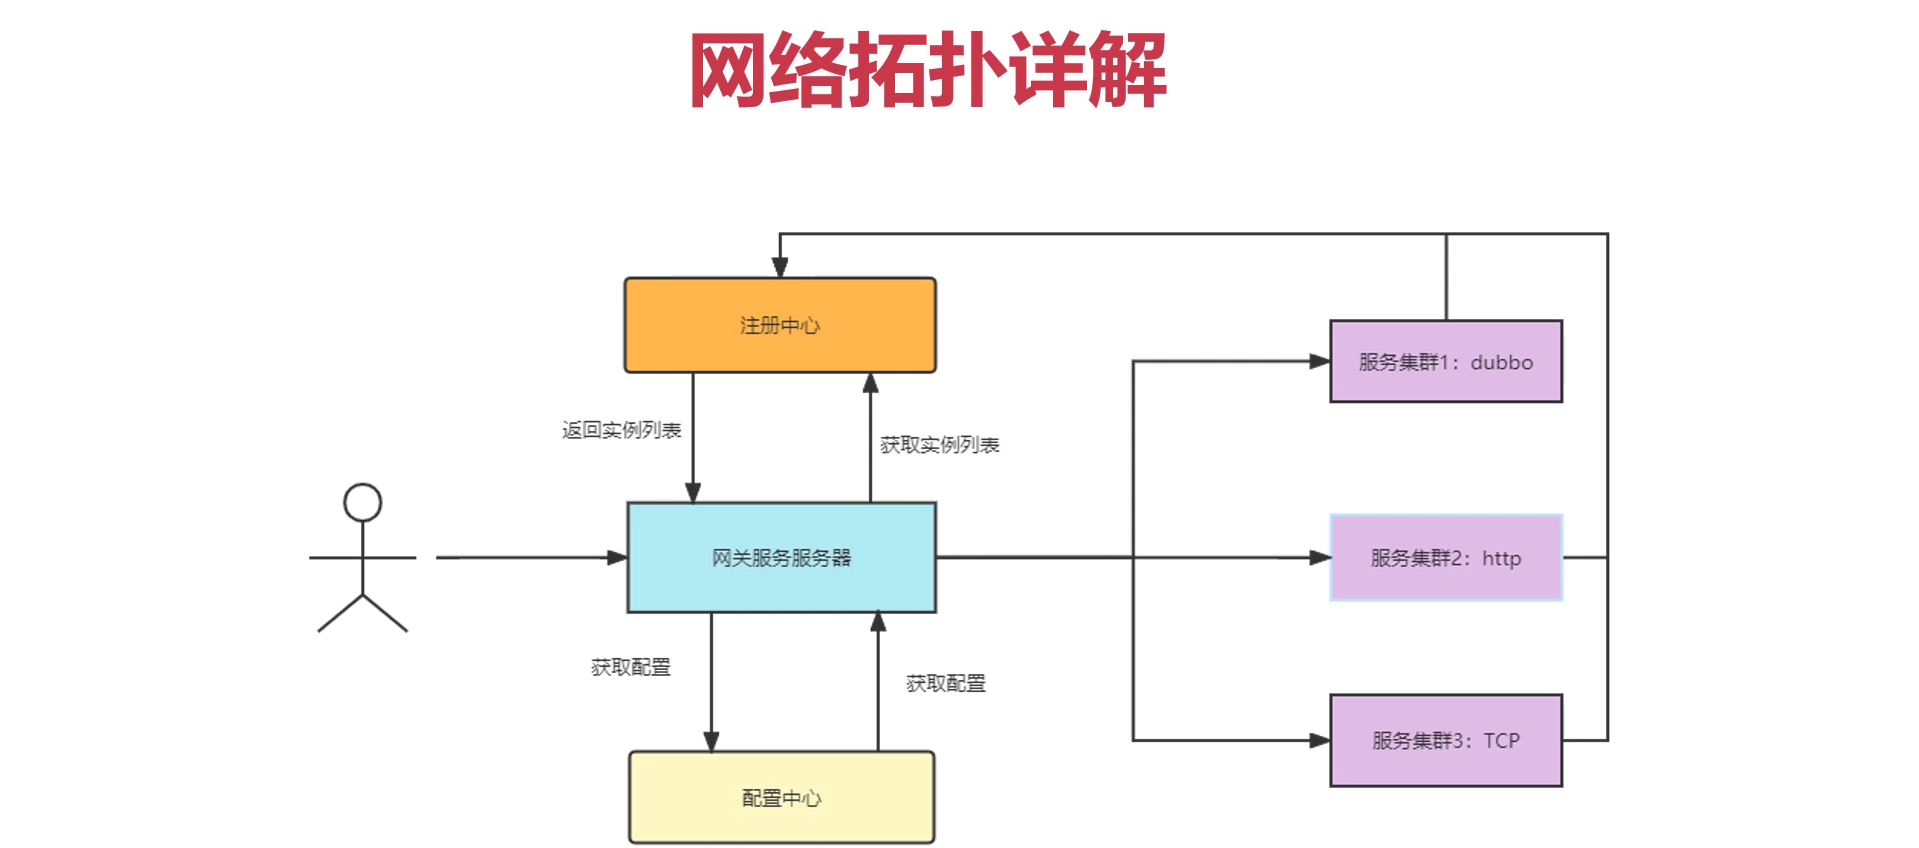 网络拓扑详解
注册中心
服务集群1：dubbo
返回实例列表
获取实例列表
网关服务服务器
服务集群2：http
获取配置
获取配置
服务集群3：TCP
配置中心